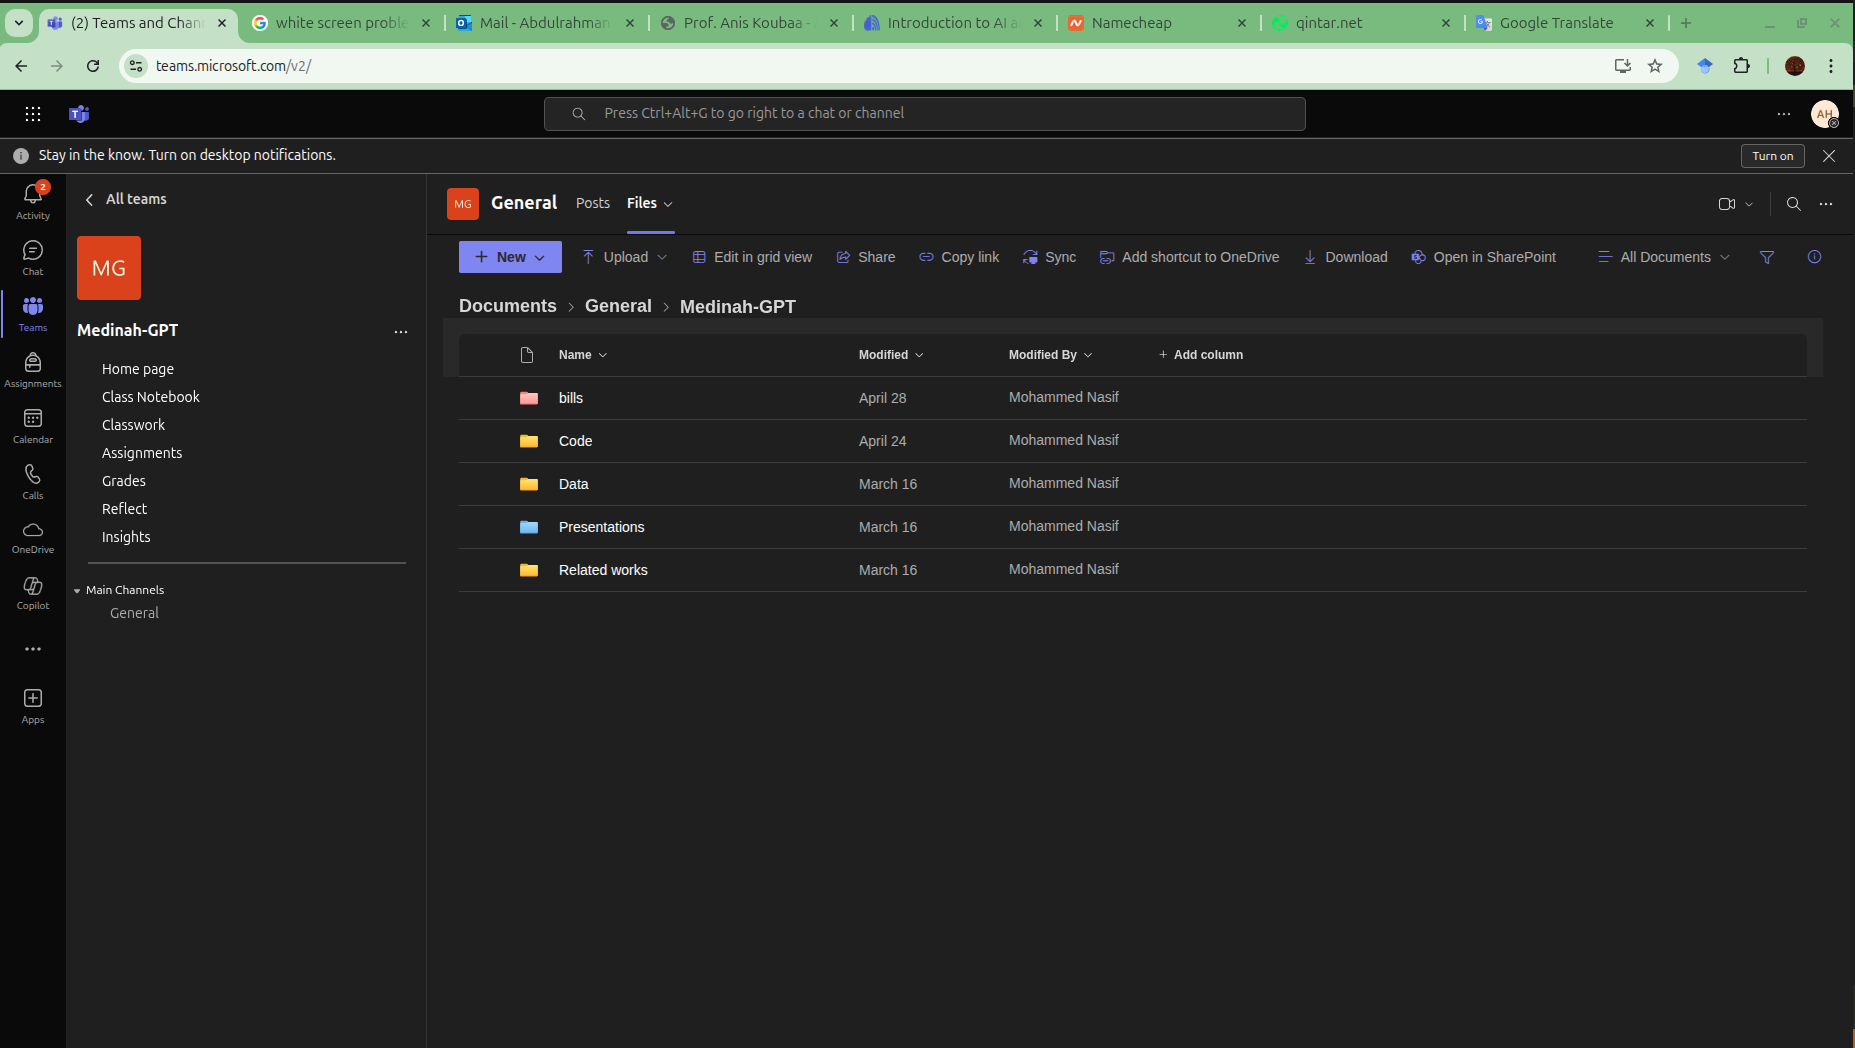 (2) Teams and Chan
white screen proble
Mail - Abdulrahman
Prof. Anis Koubaa -
Introduction to AI a
Namecheap
qintar.net
Google Translate
teams.microsoft.com/v2/
Press Ctrl+Alt+G to go right to a chat or channel
AH
Stay in the know. Turn on desktop notifications.
Turn on
2
Activity
Chat
Teams
Assignments
Calendar
Calls
OneDrive
Copilot
Apps
All teams
MG
Medinah-GPT
Home page
Class Notebook
Classwork
Assignments
Grades
Reflect
Insights
Main Channels
General
MG General Posts Files
New Upload Edit in grid view Share Copy link Sync Add shortcut to OneDrive Download Open in SharePoint All Documents
Documents > General > Medinah-GPT
Name Modified Modified By + Add column
bills April 28 Mohammed Nasif
Code April 24 Mohammed Nasif
Data March 16 Mohammed Nasif
Presentations March 16 Mohammed Nasif
Related works March 16 Mohammed Nasif